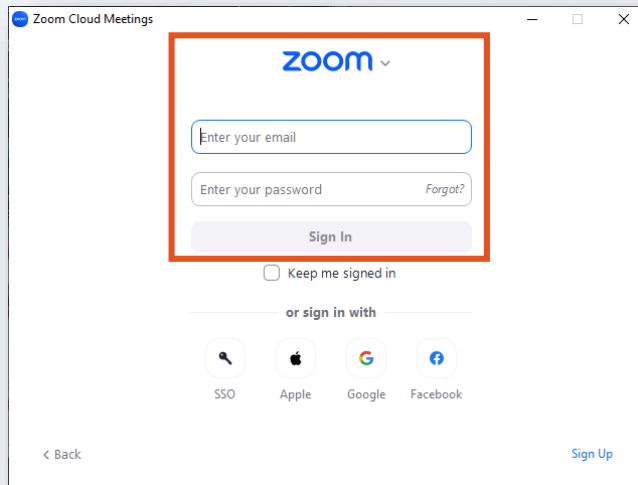 zoom Zoom Cloud Meetings
zoom
Enter your email
Enter your password Forgot?
Sign In
Keep me signed in
or sign in with
SSO Apple Google Facebook
Back Sign Up